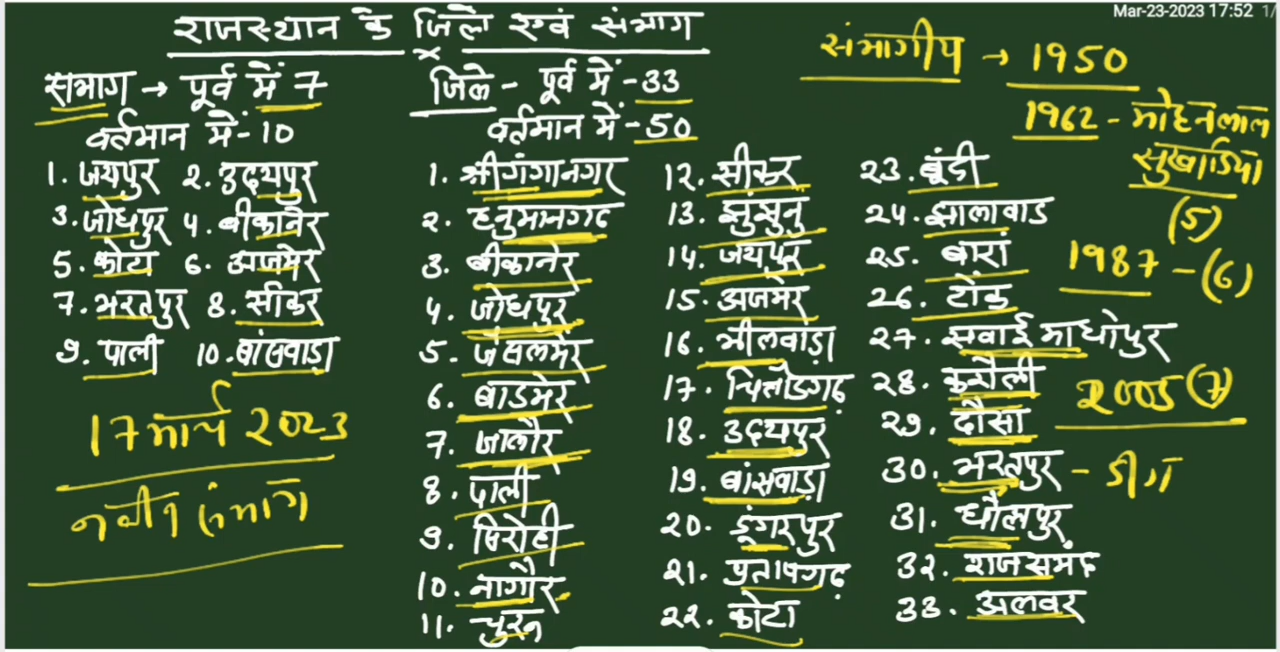 Mar-23-2023 17:52 1/
राजस्थान के जिले एवं संभाग
संभाग → पूर्व में 7
वर्तमान में - 10
1. जयपुर 2. उदयपुर
3. जोधपुर 4. बीकानेर
5. कोटा 6. अजमेर
7. भरतपुर 8. सीकर
9. पाली 10. बांसवाड़ा
17 मार्च 2023
नवीन संभाग
जिले - पूर्व में - 33
वर्तमान में - 50
1. श्रीगंगानगर
2. हनुमानगढ
3. बीकानेर
4. जोधपुर
5. जैसलमेर
6. बाडमेर
7. जालौर
8. पाली
9. सिरोही
10. नागौर
11. चुरू
12. सीकर
13. झुंझुनु
14. जयपुर
15. अजमेर
16. भीलवाड़ा
17. चित्तौडगढ़
18. उदयपुर
19. बांसवाड़ा
20. डूंगरपुर
21. प्रतापगढ़
22. कोटा
23. बूंदी
24. झालावाड
25. बारां
26. टोंक
27. सवाई माधोपुर
28. करौली
29. दौसा
30. भरतपुर - डीग
31. धौलपुर
32. राजसमंद
33. अलवर
संभागीय → 1950
1962 - मोहनलाल
सुखाडिया
(5)
1987 - (6)
2005 (7)